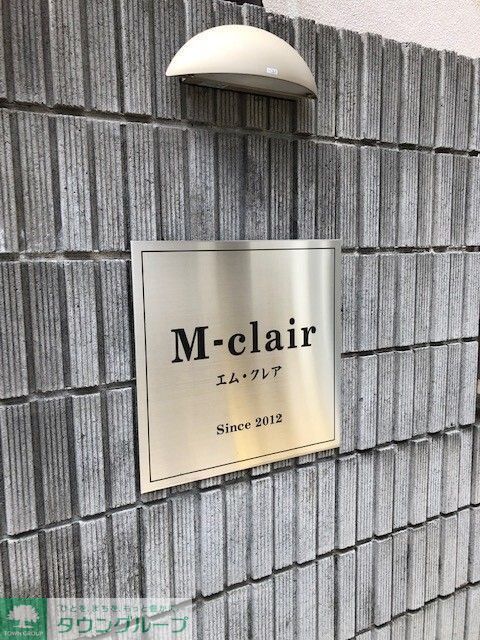 M-clair
エム・クレア
Since 2012
ひとを、まちを、もっと豊かに
タウングループ
TOWN GROUP